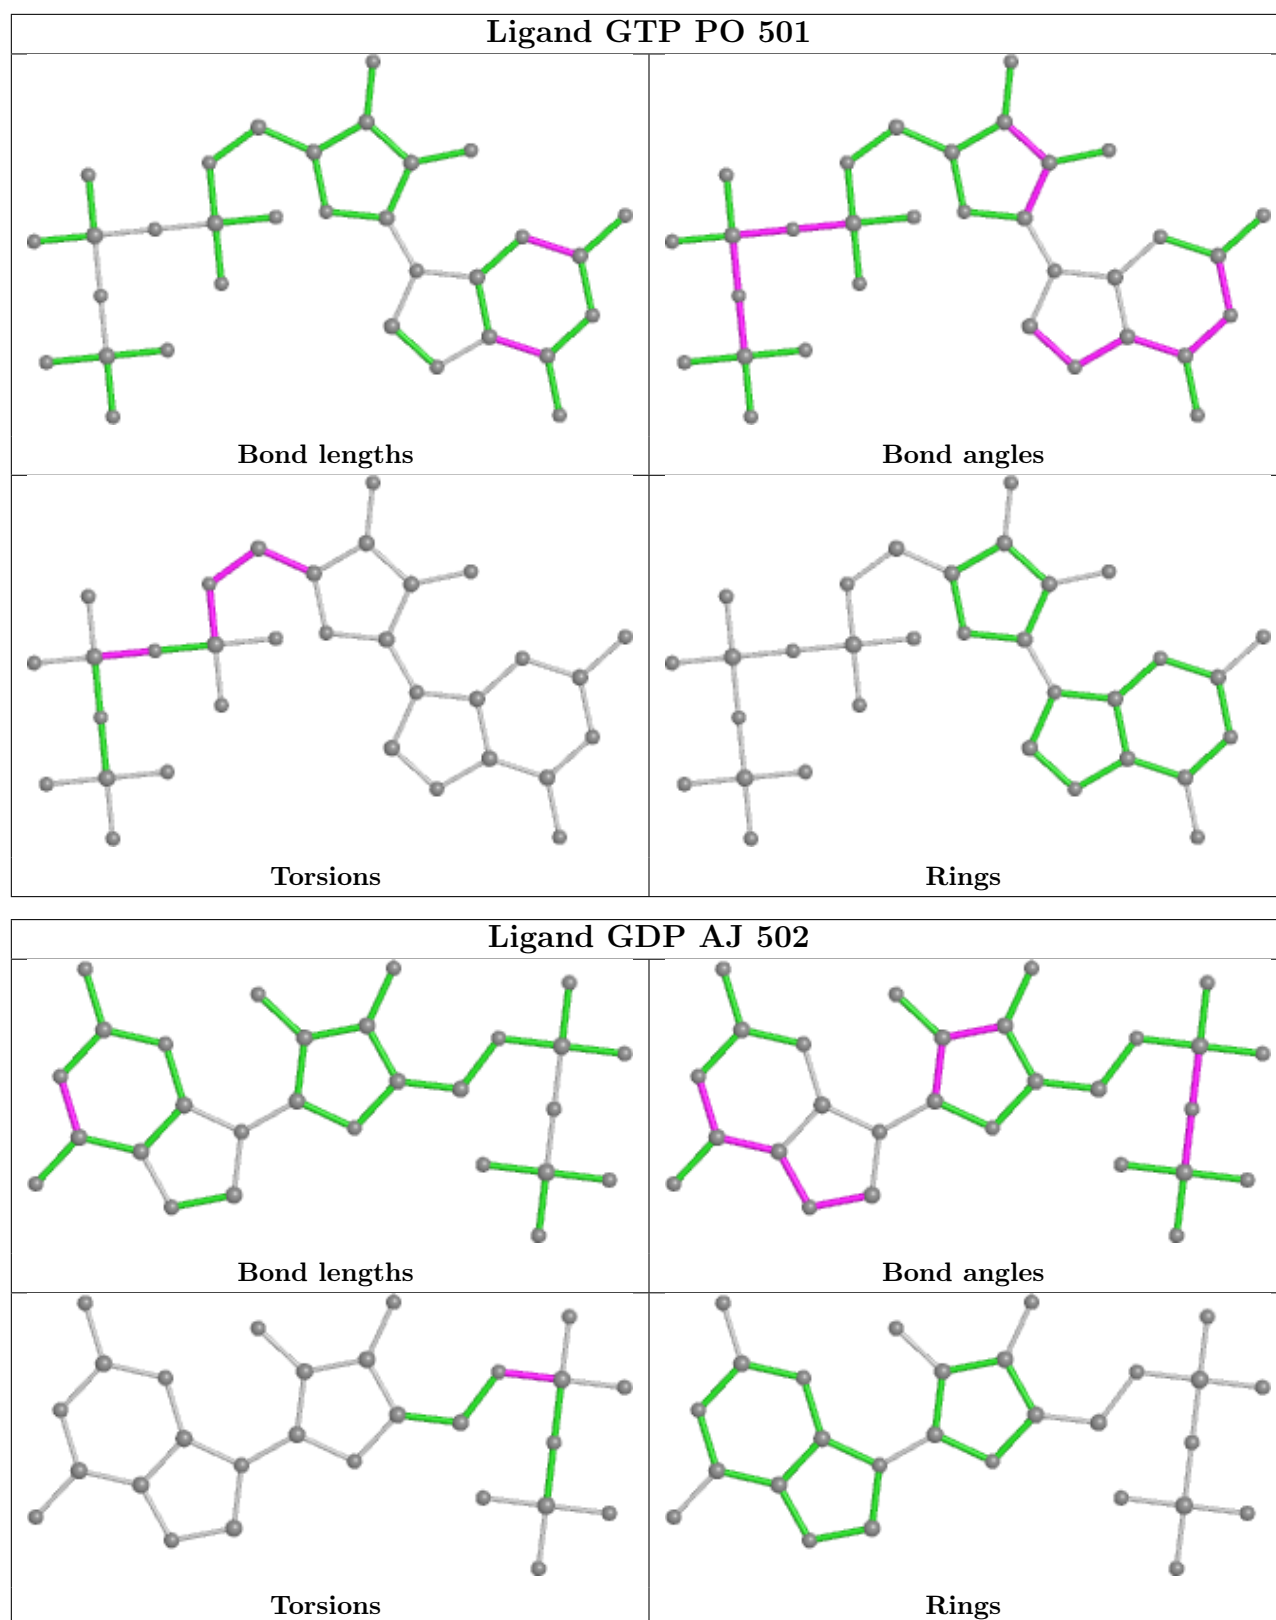 Ligand GTP PO 501
Bond lengths
Bond angles
Torsions
Rings
Ligand GDP AJ 502
Bond lengths
Bond angles
Torsions
Rings